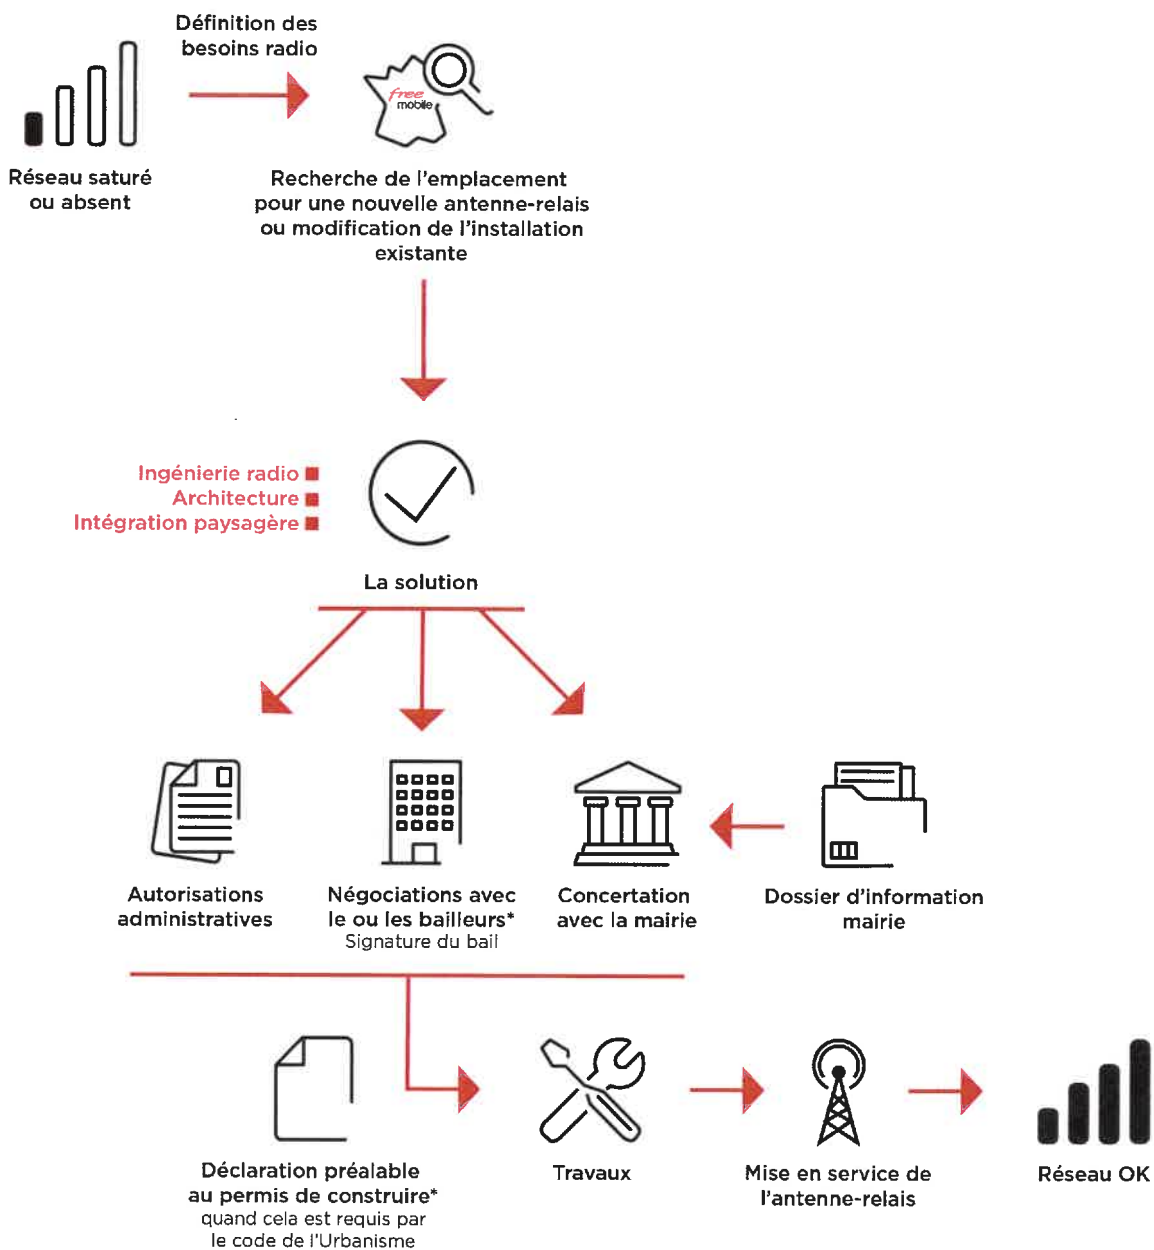 Définition des
besoins radio
free
mobile
Réseau saturé
ou absent
Recherche de l'emplacement
pour une nouvelle antenne-relais
ou modification de l'installation
existante
Ingénierie radio
Architecture
Intégration paysagère
La solution
Autorisations
administratives
Négociations avec
le ou les bailleurs*
Signature du bail
Concertation
avec la mairie
Dossier d'information
mairie
Déclaration préalable
au permis de construire*
quand cela est requis par
le code de l'Urbanisme
Travaux
Mise en service de
l'antenne-relais
Réseau OK